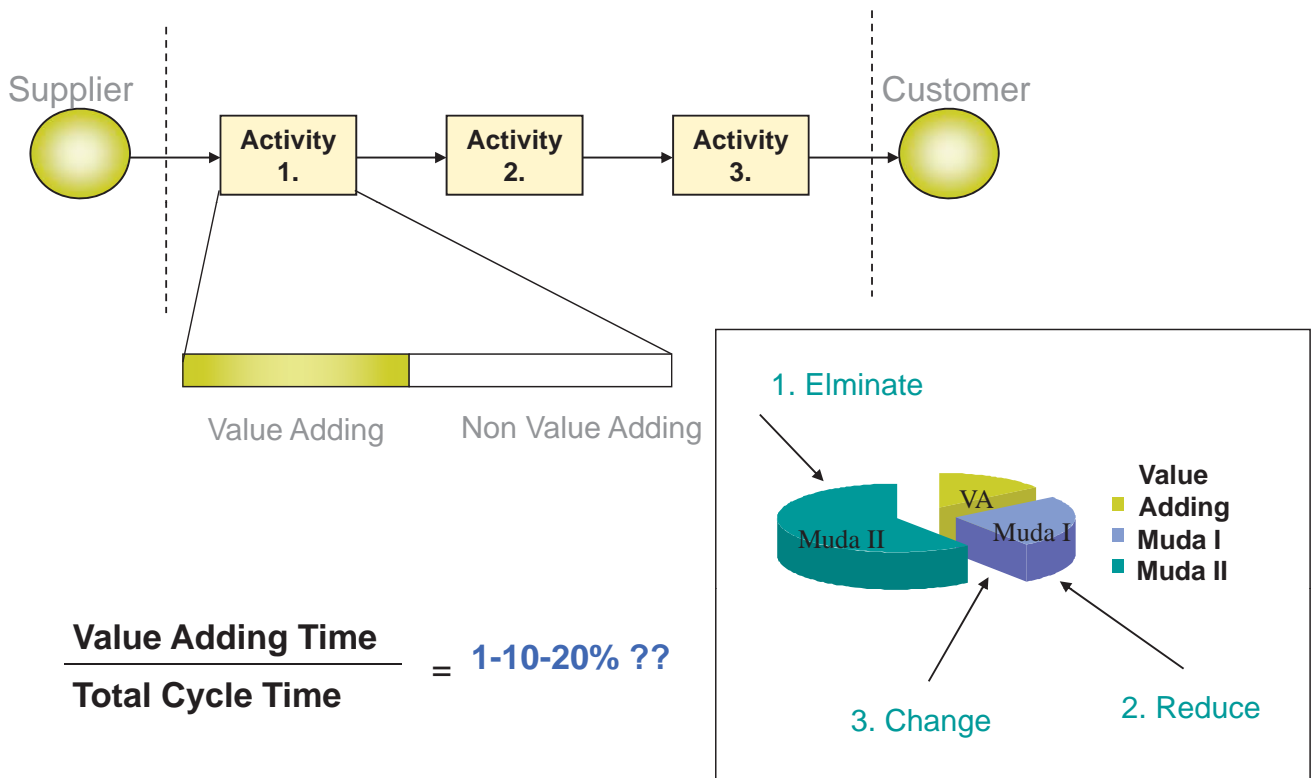 Supplier
Customer
Activity
1.
Activity
2.
Activity
3.
Value Adding
Non Value Adding
1. Elminate
VA
Muda I
Muda II
Value
Adding
Muda I
Muda II
3. Change
2. Reduce
Value Adding Time
Total Cycle Time
= 1-10-20% ??